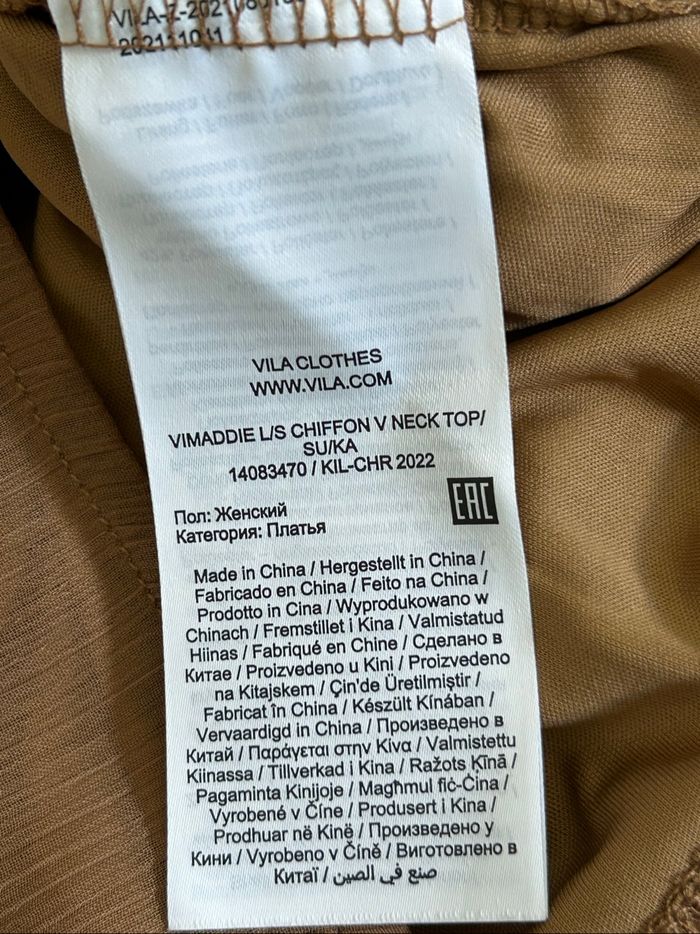 2021-10-11
VILA CLOTHES
WWW.VILA.COM
VIMADDIE L/S CHIFFON V NECK TOP/
SU/KA
14083470 / KIL-CHR 2022
EAC
Пол: Женский
Категория: Платья
Made in China / Hergestellt in China /
Fabricado en China / Feito na China /
Prodotto in Cina / Wyprodukowano w
Chinach / Fremstillet i Kina / Valmistatud
Hiinas / Fabriqué en Chine / Сделано в
Китае / Proizvedeno u Kini / Proizvedeno
na Kitajskem / Çin'de Üretilmiştir /
Fabricat în China / Készült Kínában /
Vervaardigd in China / Произведено в
Китай / Παράγεται στην Κίνα / Valmistettu
Kiinassa / Tillverkad i Kina / Ražots Ķīnā /
Pagaminta Kinijoje / Magħmul fiċ-Ċina /
Vyrobené v Číne / Produsert i Kina /
Prodhuar në Kinë / Произведено у
Кини / Vyrobeno v Číně / Виготовлено в
Китаї / صنع في الصين